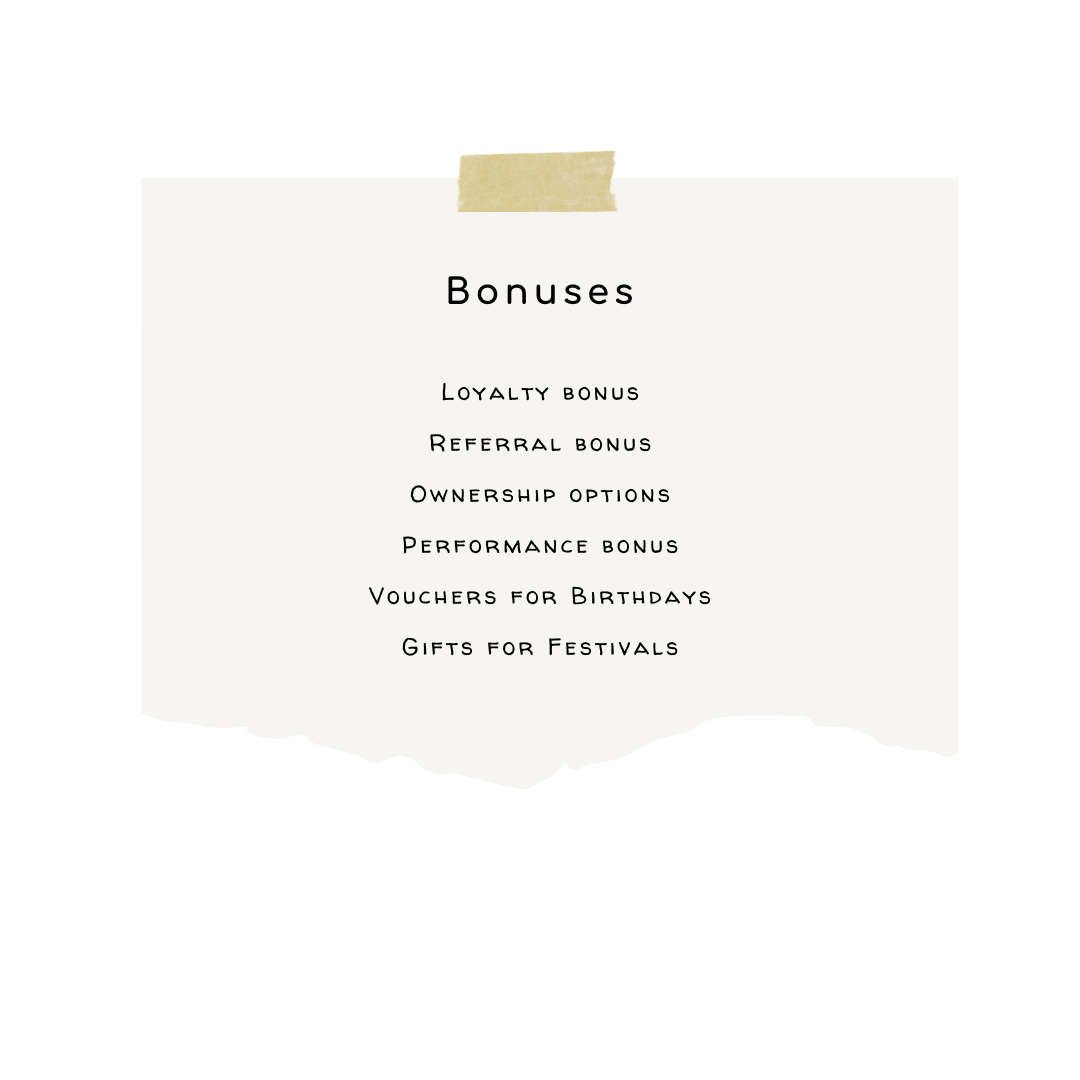 Bonuses
Loyalty bonus
Referral bonus
Ownership options
Performance bonus
Vouchers for Birthdays
Gifts for Festivals